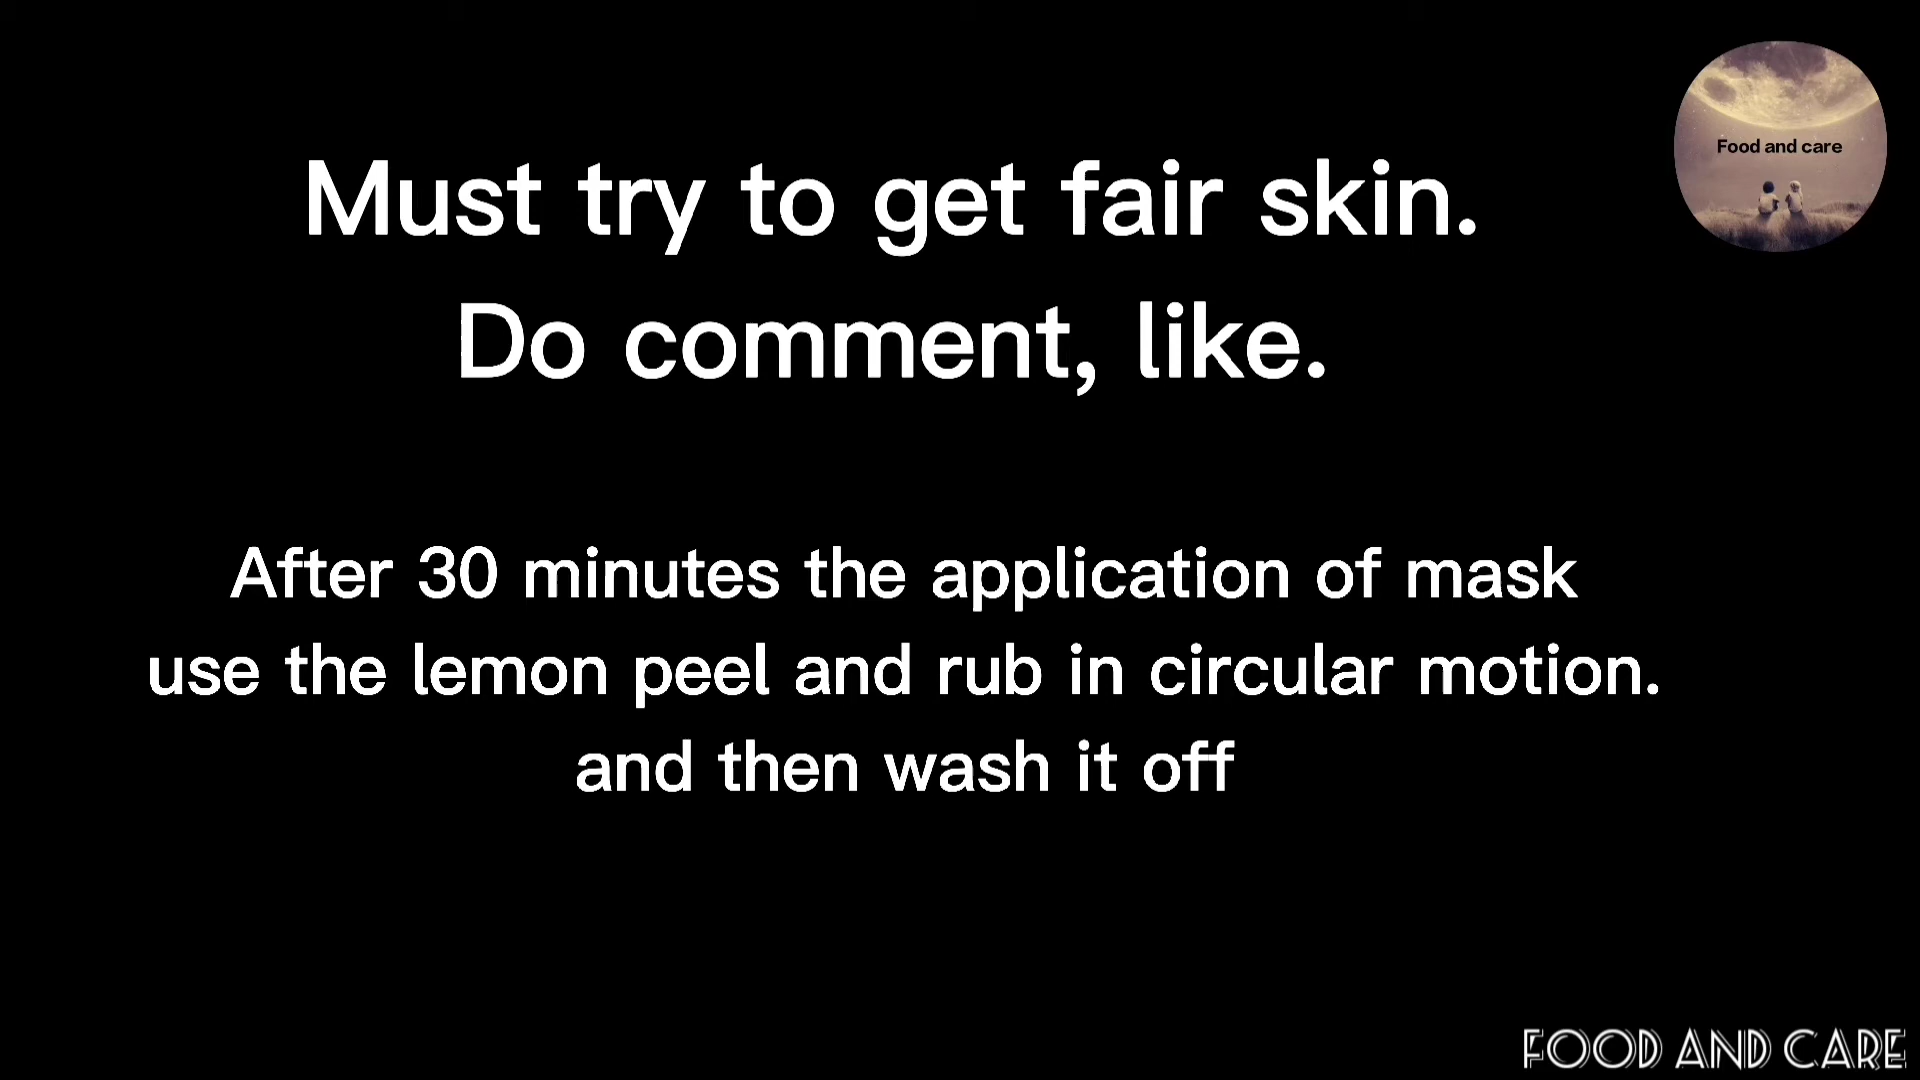 Food and care
Must try to get fair skin.
Do comment, like.
After 30 minutes the application of mask
use the lemon peel and rub in circular motion.
and then wash it off
FOOD AND CARE